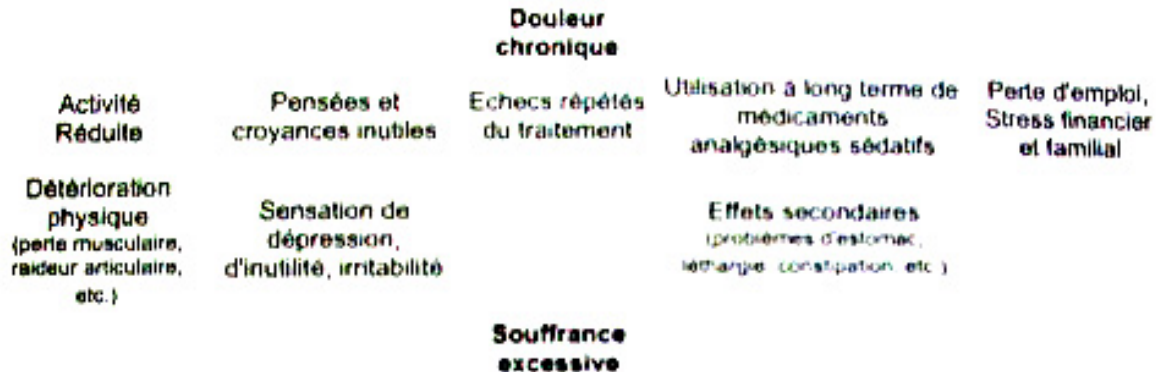 Douleur
chronique
Activité
Réduite
Pensées et
croyances inutiles
Echecs répétés
du traitement
Utilisation à long terme de
médicaments
analgésiques sédatifs
Perte d'emploi,
Stress financier
et familial
Détérioration
physique
(perte musculaire,
raideur articulaire,
etc.)
Sensation de
dépression,
d'inutilité, irritabilité
Effets secondaires
(problèmes d'estomac,
léthargie, constipation etc.)
Souffrance
excessive